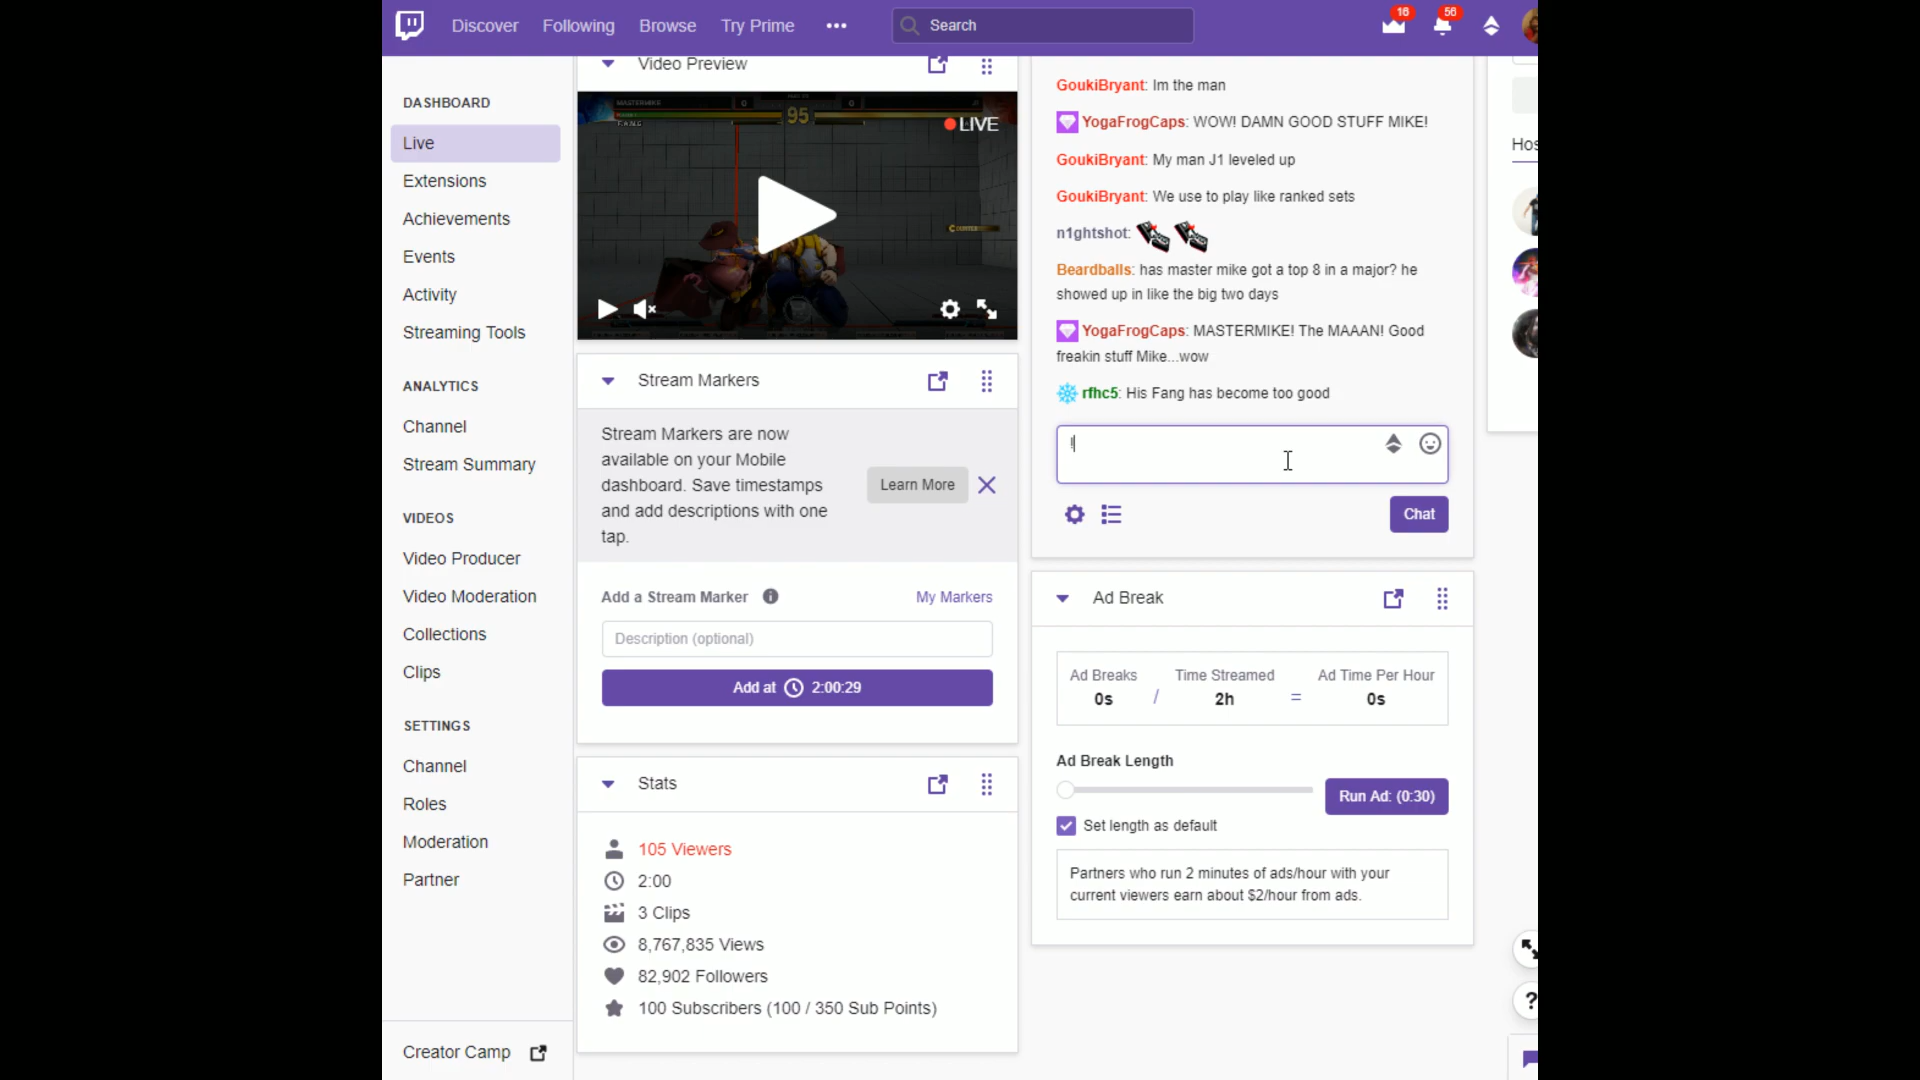 Discover Following Browse Try Prime
Search
16
56
DASHBOARD
Live
Extensions
Achievements
Events
Activity
Streaming Tools
ANALYTICS
Channel
Stream Summary
VIDEOS
Video Producer
Video Moderation
Collections
Clips
SETTINGS
Channel
Roles
Moderation
Partner
Creator Camp
Video Preview
MASTERMIKE
0
95
0
F.A.N.G
LIVE
COUNTER
Stream Markers
Stream Markers are now
available on your Mobile
dashboard. Save timestamps
and add descriptions with one
tap.
Learn More
Add a Stream Marker
My Markers
Description (optional)
Add at 2:00:29
Stats
105 Viewers
2:00
3 Clips
8,767,835 Views
82,902 Followers
100 Subscribers (100 / 350 Sub Points)
GoukiBryant: Im the man
YogaFrogCaps: WOW! DAMN GOOD STUFF MIKE!
GoukiBryant: My man J1 leveled up
GoukiBryant: We use to play like ranked sets
n1ghtshot:
Beardballs: has master mike got a top 8 in a major? he
showed up in like the big two days
YogaFrogCaps: MASTERMIKE! The MAAAN! Good
freakin stuff Mike...wow
rfhc5: His Fang has become too good
Chat
Ad Break
Ad Breaks / Time Streamed = Ad Time Per Hour
0s 2h 0s
Ad Break Length
Run Ad: (0:30)
Set length as default
Partners who run 2 minutes of ads/hour with your
current viewers earn about $2/hour from ads.
Hos
?